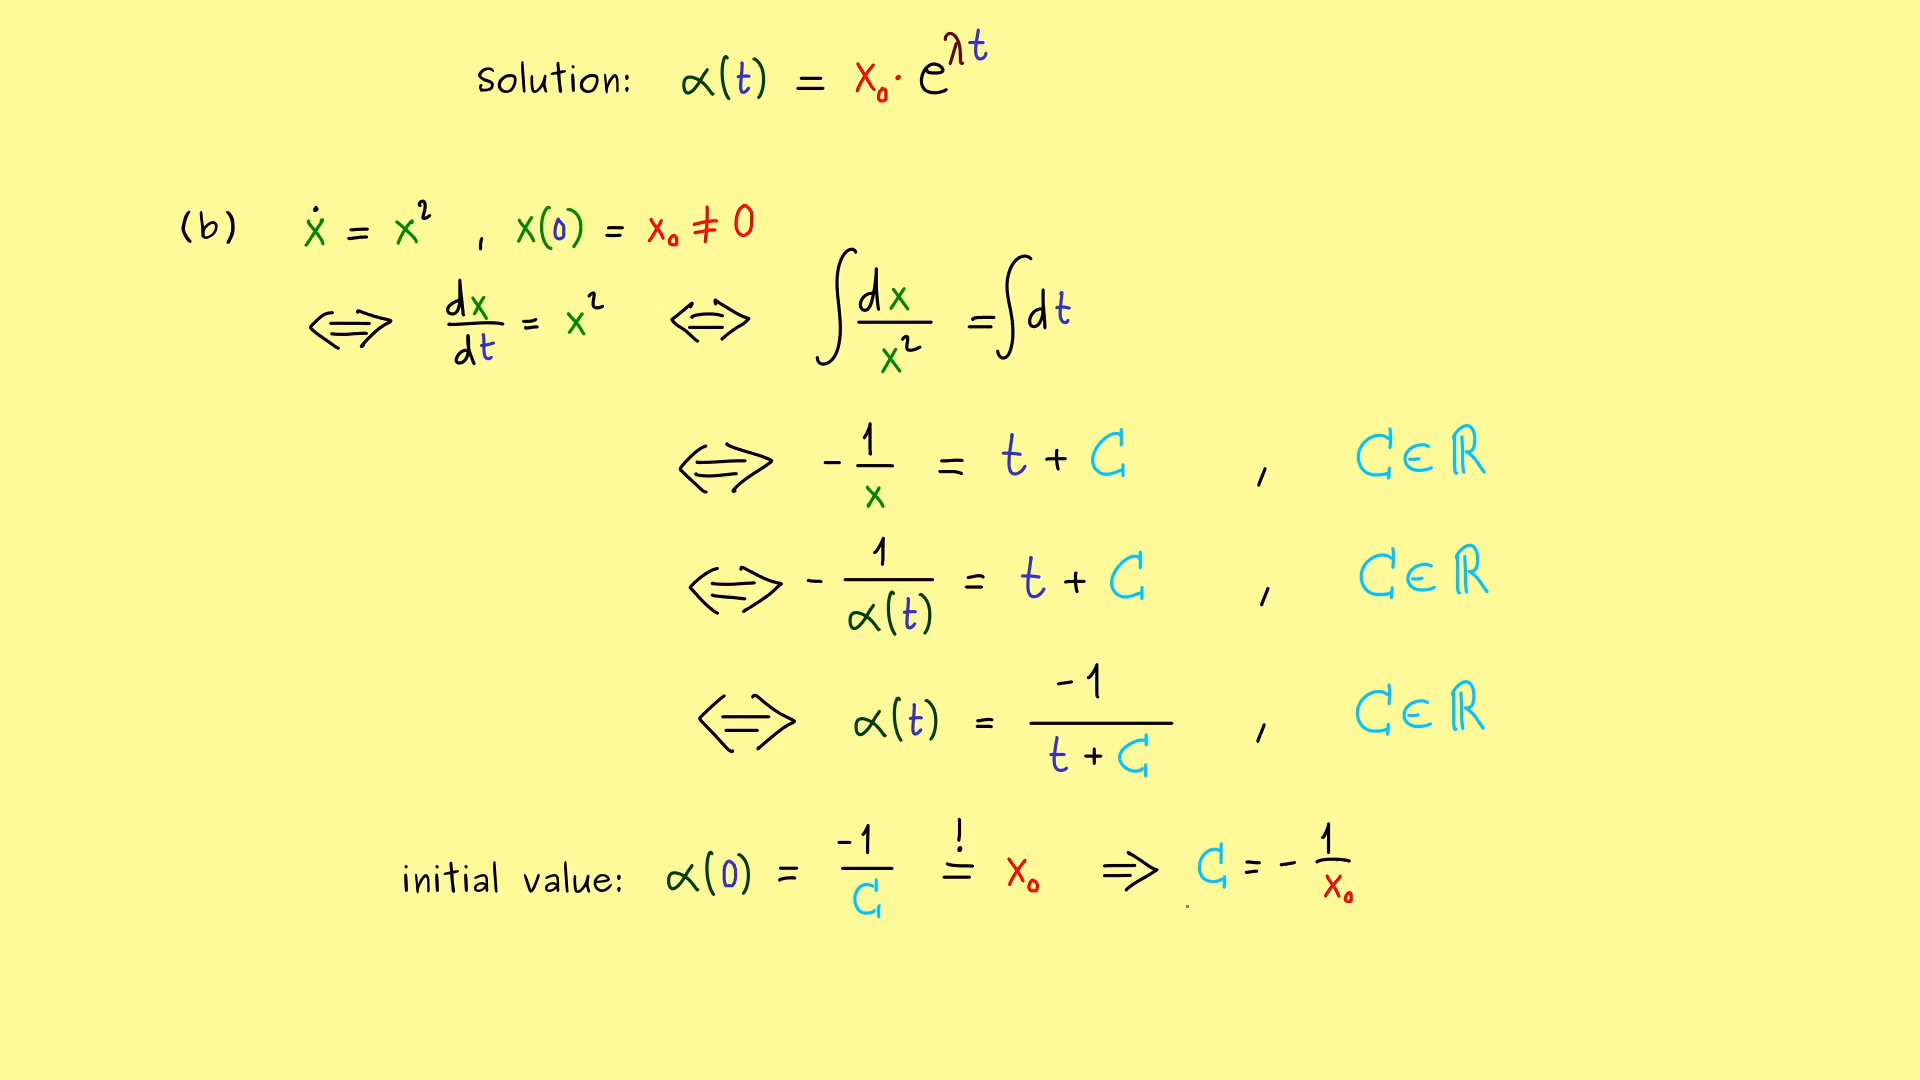 solution: α(t) = x₀ · e^{λt}
(b) ẋ = x² , x(0) = x₀ ≠ 0
⟺ dx/dt = x² ⟺ ∫ dx/x² = ∫ dt
⟺ - 1/x = t + C , C ∈ ℝ
⟺ - 1/α(t) = t + C , C ∈ ℝ
⟺ α(t) = -1/(t + C) , C ∈ ℝ
initial value: α(0) = -1/C =! x₀ ⟹ C = - 1/x₀